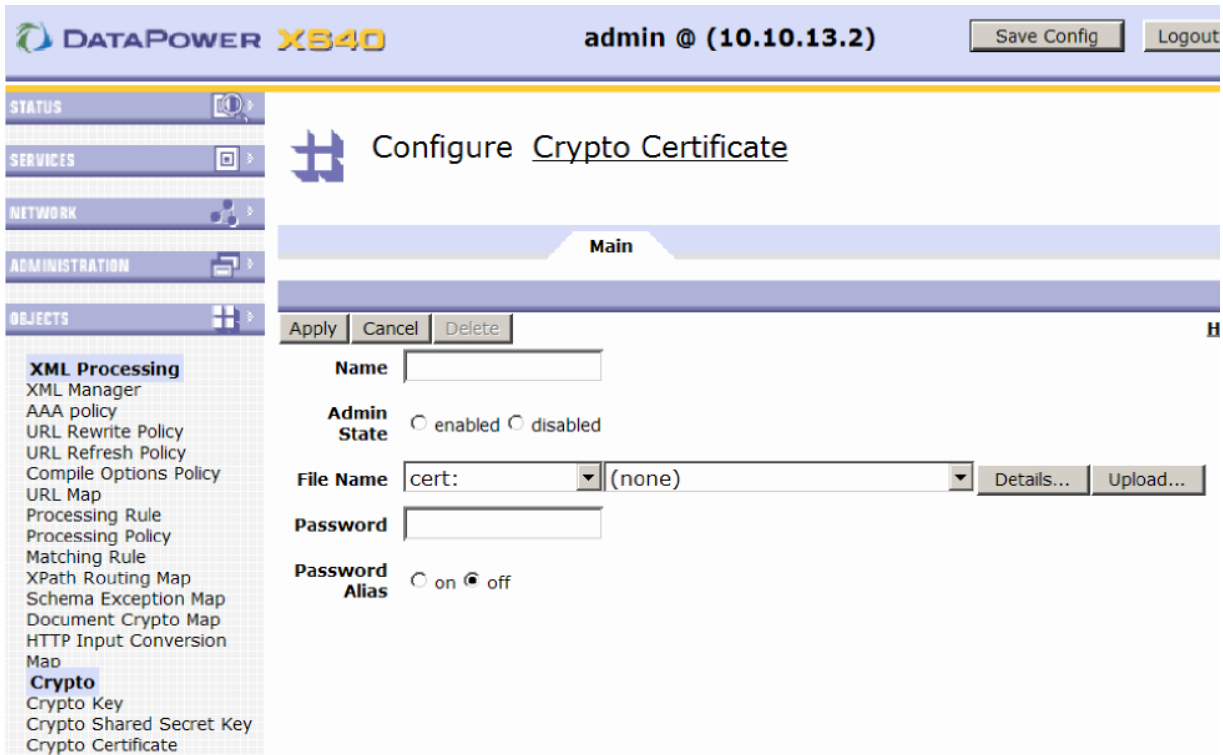 DATAPOWER XS40 admin @ (10.10.13.2) Save Config Logout
STATUS
SERVICES
NETWORK
ADMINISTRATION
OBJECTS
XML Processing
XML Manager
AAA policy
URL Rewrite Policy
URL Refresh Policy
Compile Options Policy
URL Map
Processing Rule
Processing Policy
Matching Rule
XPath Routing Map
Schema Exception Map
Document Crypto Map
HTTP Input Conversion
Map
Crypto
Crypto Key
Crypto Shared Secret Key
Crypto Certificate
Configure Crypto Certificate
Main
Apply Cancel Delete H
Name
Admin
State enabled disabled
File Name cert: (none) Details... Upload...
Password
Password
Alias on off